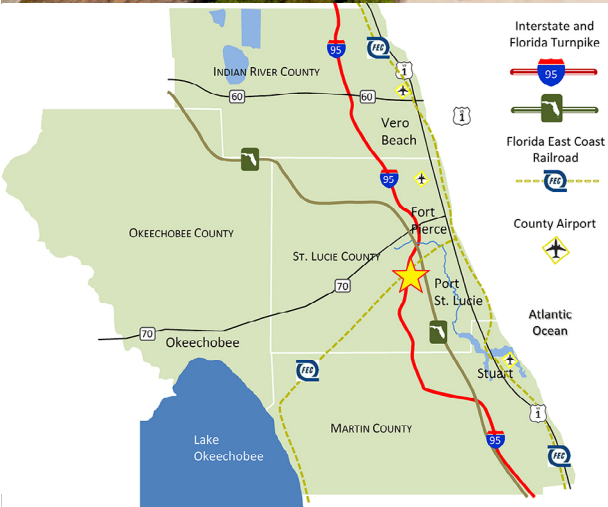 Interstate and
Florida Turnpike
95
Florida East Coast
Railroad
FEC
County Airport
Atlantic
Ocean
95
FEC
1
INDIAN RIVER COUNTY
60
60
1
Vero
Beach
95
Fort
Pierce
OKEECHOBEE COUNTY
ST. LUCIE COUNTY
70
Port
St. Lucie
70
Okeechobee
FEC
Stuart
1
MARTIN COUNTY
95
FEC
Lake
Okeechobee